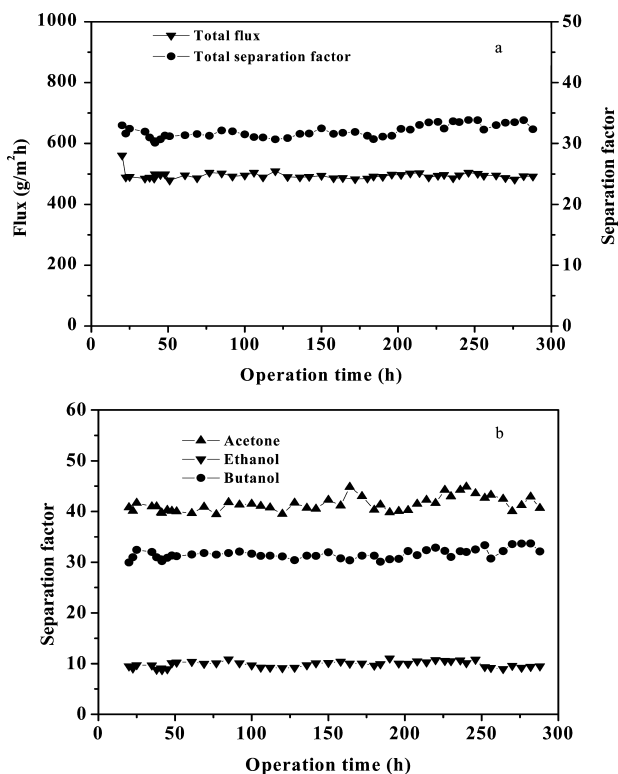 1000
800
600
400
200
0
Flux (g/m²h)
Total flux
Total separation factor
a
50
40
30
20
10
0
Separation factor
0 50 100 150 200 250 300
Operation time (h)
60
50
40
30
20
10
0
Separation factor
Acetone
Ethanol
Butanol
b
0 50 100 150 200 250 300
Operation time (h)